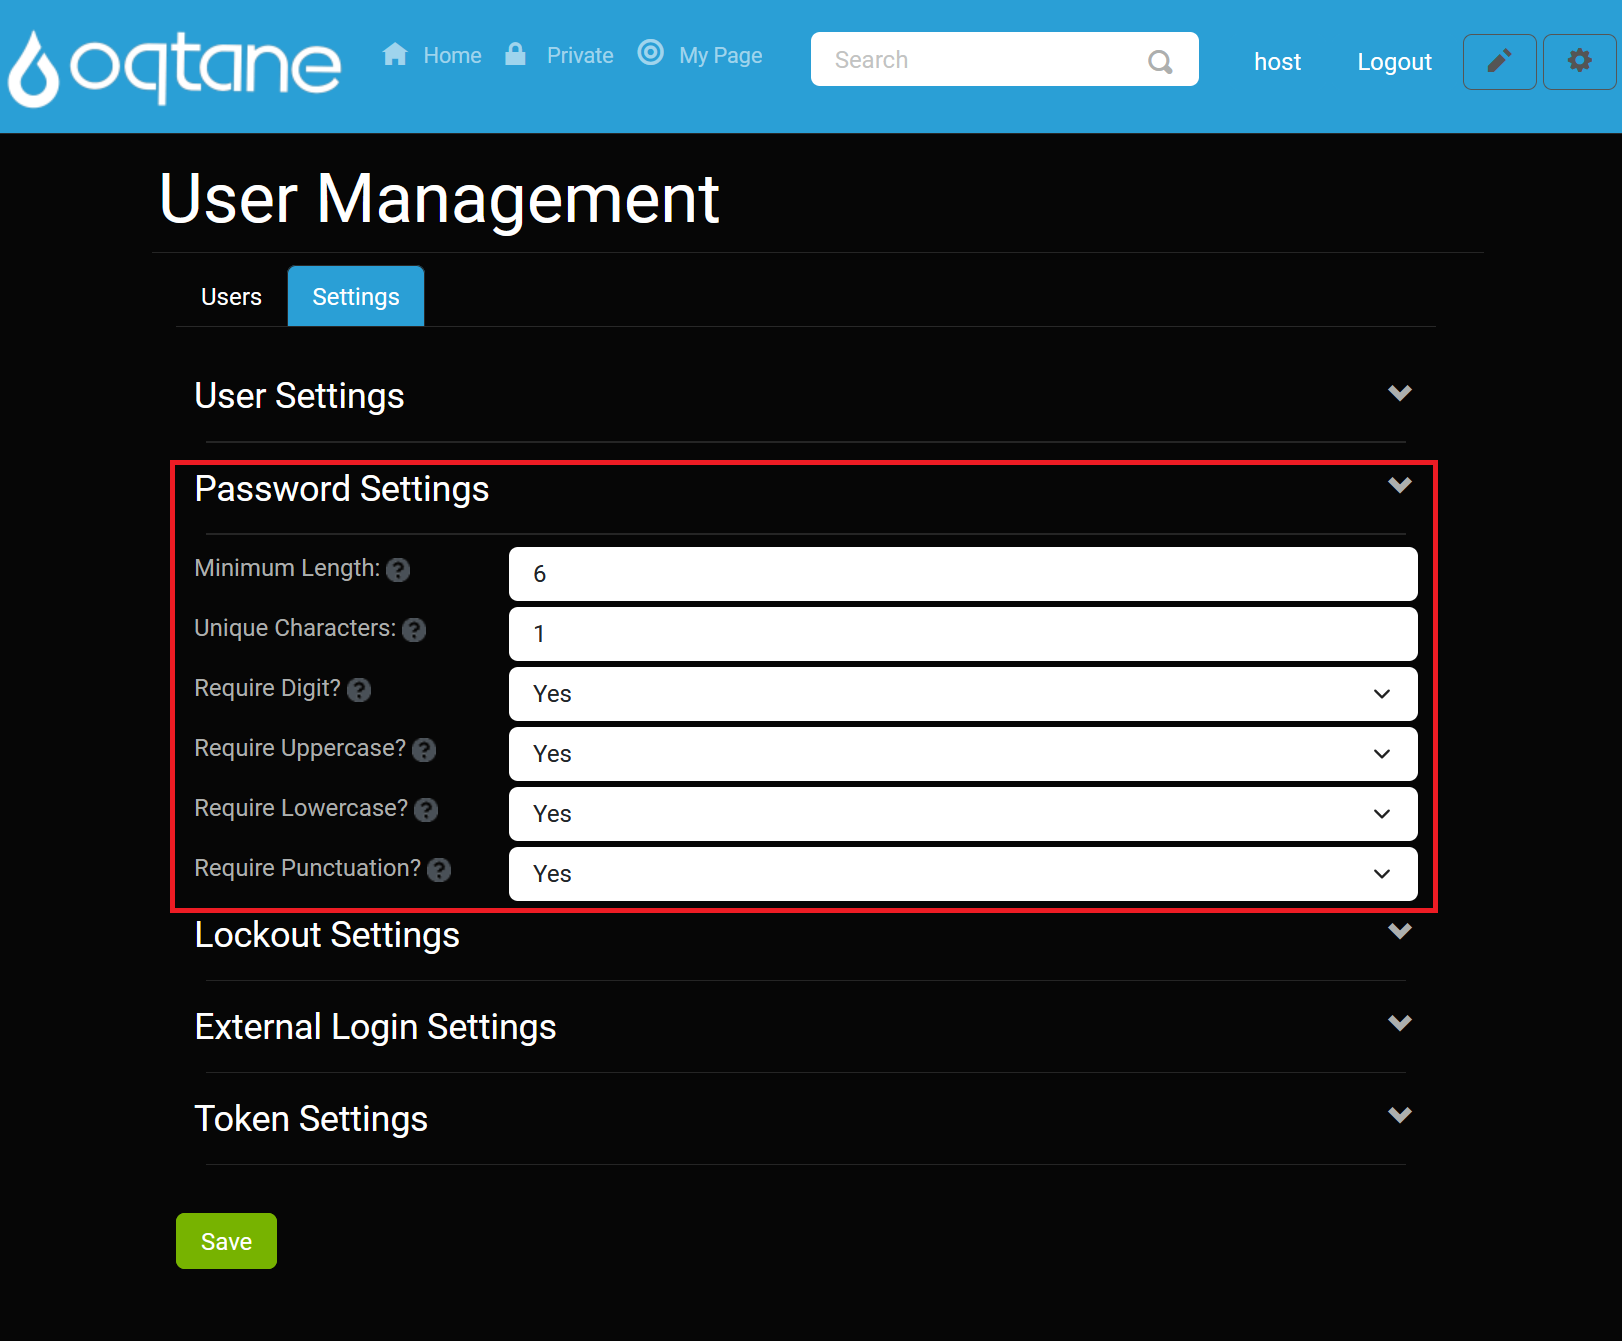 oqtane Home Private My Page Search host Logout
User Management
Users Settings
User Settings
Password Settings
Minimum Length: ? 6
Unique Characters: ? 1
Require Digit? ? Yes
Require Uppercase? ? Yes
Require Lowercase? ? Yes
Require Punctuation? ? Yes
Lockout Settings
External Login Settings
Token Settings
Save